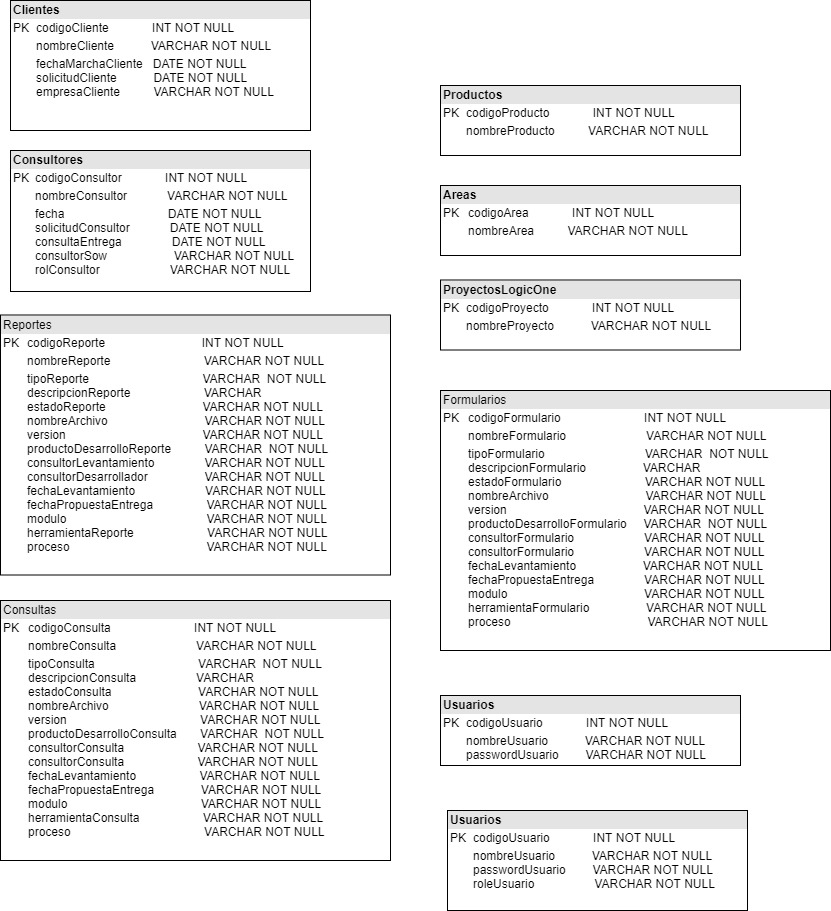 Clientes
PK codigoCliente INT NOT NULL
nombreCliente VARCHAR NOT NULL
fechaMarchaCliente DATE NOT NULL
solicitudCliente DATE NOT NULL
empresaCliente VARCHAR NOT NULL
Consultores
PK codigoConsultor INT NOT NULL
nombreConsultor VARCHAR NOT NULL
fecha DATE NOT NULL
solicitudConsultor DATE NOT NULL
consultaEntrega DATE NOT NULL
consultorSow VARCHAR NOT NULL
rolConsultor VARCHAR NOT NULL
Reportes
PK codigoReporte INT NOT NULL
nombreReporte VARCHAR NOT NULL
tipoReporte VARCHAR NOT NULL
descripcionReporte VARCHAR
estadoReporte VARCHAR NOT NULL
nombreArchivo VARCHAR NOT NULL
version VARCHAR NOT NULL
productoDesarrolloReporte VARCHAR NOT NULL
consultorLevantamiento VARCHAR NOT NULL
consultorDesarrollador VARCHAR NOT NULL
fechaLevantamiento VARCHAR NOT NULL
fechaPropuestaEntrega VARCHAR NOT NULL
modulo VARCHAR NOT NULL
herramientaReporte VARCHAR NOT NULL
proceso VARCHAR NOT NULL
Consultas
PK codigoConsulta INT NOT NULL
nombreConsulta VARCHAR NOT NULL
tipoConsulta VARCHAR NOT NULL
descripcionConsulta VARCHAR
estadoConsulta VARCHAR NOT NULL
nombreArchivo VARCHAR NOT NULL
version VARCHAR NOT NULL
productoDesarrolloConsulta VARCHAR NOT NULL
consultorConsulta VARCHAR NOT NULL
consultorConsulta VARCHAR NOT NULL
fechaLevantamiento VARCHAR NOT NULL
fechaPropuestaEntrega VARCHAR NOT NULL
modulo VARCHAR NOT NULL
herramientaConsulta VARCHAR NOT NULL
proceso VARCHAR NOT NULL
Productos
PK codigoProducto INT NOT NULL
nombreProducto VARCHAR NOT NULL
Areas
PK codigoArea INT NOT NULL
nombreArea VARCHAR NOT NULL
ProyectosLogicOne
PK codigoProyecto INT NOT NULL
nombreProyecto VARCHAR NOT NULL
Formularios
PK codigoFormulario INT NOT NULL
nombreFormulario VARCHAR NOT NULL
tipoFormulario VARCHAR NOT NULL
descripcionFormulario VARCHAR
estadoFormulario VARCHAR NOT NULL
nombreArchivo VARCHAR NOT NULL
version VARCHAR NOT NULL
productoDesarrolloFormulario VARCHAR NOT NULL
consultorFormulario VARCHAR NOT NULL
consultorFormulario VARCHAR NOT NULL
fechaLevantamiento VARCHAR NOT NULL
fechaPropuestaEntrega VARCHAR NOT NULL
modulo VARCHAR NOT NULL
herramientaFormulario VARCHAR NOT NULL
proceso VARCHAR NOT NULL
Usuarios
PK codigoUsuario INT NOT NULL
nombreUsuario VARCHAR NOT NULL
passwordUsuario VARCHAR NOT NULL
Usuarios
PK codigoUsuario INT NOT NULL
nombreUsuario VARCHAR NOT NULL
passwordUsuario VARCHAR NOT NULL
roleUsuario VARCHAR NOT NULL